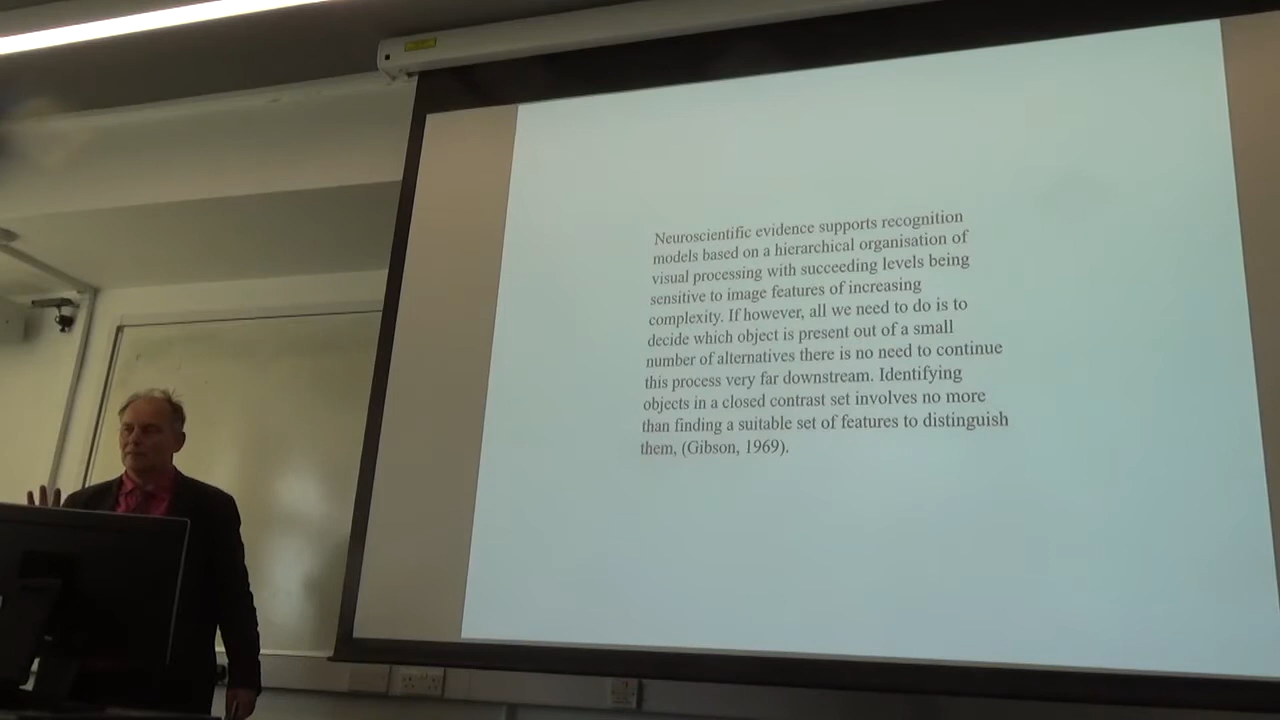 Neuroscientific evidence supports recognition
models based on a hierarchical organisation of
visual processing with succeeding levels being
sensitive to image features of increasing
complexity. If however, all we need to do is to
decide which object is present out of a small
number of alternatives there is no need to continue
this process very far downstream. Identifying
objects in a closed contrast set involves no more
than finding a suitable set of features to distinguish
them, (Gibson, 1969).